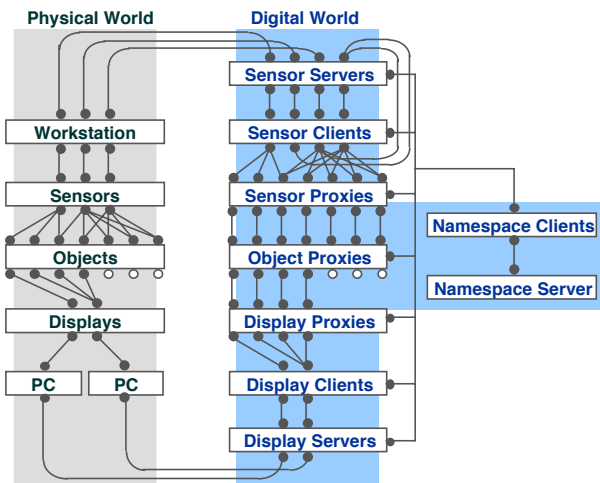 Physical World
Digital World
Sensor Servers
Workstation
Sensor Clients
Sensors
Sensor Proxies
Namespace Clients
Objects
Object Proxies
Namespace Server
Displays
Display Proxies
PC
PC
Display Clients
Display Servers